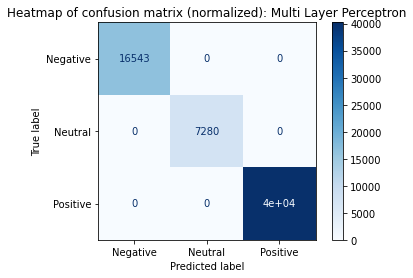 Heatmap of confusion matrix (normalized): Multi Layer Perceptron
Negative 16543 0 0
Neutral 0 7280 0
Positive 0 0 4e+04
Negative Neutral Positive
Predicted label
True label
40000
35000
30000
25000
20000
15000
10000
5000
0